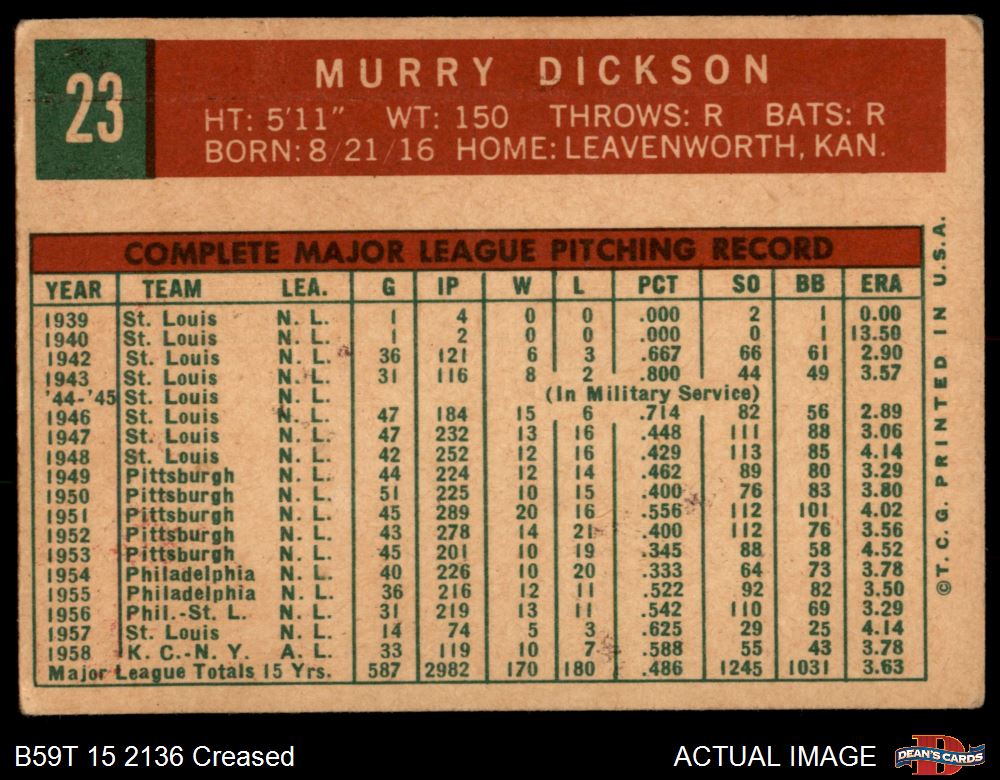 23
MURRY DICKSON
HT: 5'11" WT: 150 THROWS: R BATS: R
BORN: 8/21/16 HOME: LEAVENWORTH, KAN.
COMPLETE MAJOR LEAGUE PITCHING RECORD
YEAR TEAM LEA. G IP W L PCT SO BB ERA
1939 St. Louis N. L. 1 4 0 0 .000 2 1 0.00
1940 St. Louis N. L. 1 2 0 0 .000 0 1 13.50
1942 St. Louis N. L. 36 121 6 3 .667 66 61 2.90
1943 St. Louis N. L. 31 116 8 2 .800 44 49 3.57
'44-'45 St. Louis N. L. (In Military Service)
1946 St. Louis N. L. 47 184 15 6 .714 82 56 2.89
1947 St. Louis N. L. 47 232 13 16 .448 111 88 3.06
1948 St. Louis N. L. 42 252 12 16 .429 113 85 4.14
1949 Pittsburgh N. L. 44 224 12 14 .462 89 80 3.29
1950 Pittsburgh N. L. 51 225 10 15 .400 76 83 3.80
1951 Pittsburgh N. L. 45 289 20 16 .556 112 101 4.02
1952 Pittsburgh N. L. 43 278 14 21 .400 112 76 3.56
1953 Pittsburgh N. L. 45 201 10 19 .345 88 58 4.52
1954 Philadelphia N. L. 40 226 10 20 .333 64 73 3.78
1955 Philadelphia N. L. 36 216 12 11 .522 92 82 3.50
1956 Phil.-St. L. N. L. 31 219 13 11 .542 110 69 3.29
1957 St. Louis N. L. 14 74 5 3 .625 29 25 4.14
1958 K. C.-N. Y. A. L. 33 119 10 7 .588 55 43 3.78
Major League Totals 15 Yrs. 587 2982 170 180 .486 1245 1031 3.63
©T. C. G. PRINTED IN U.S.A.
B59T 15 2136 Creased
ACTUAL IMAGE
DEAN'S CARDS